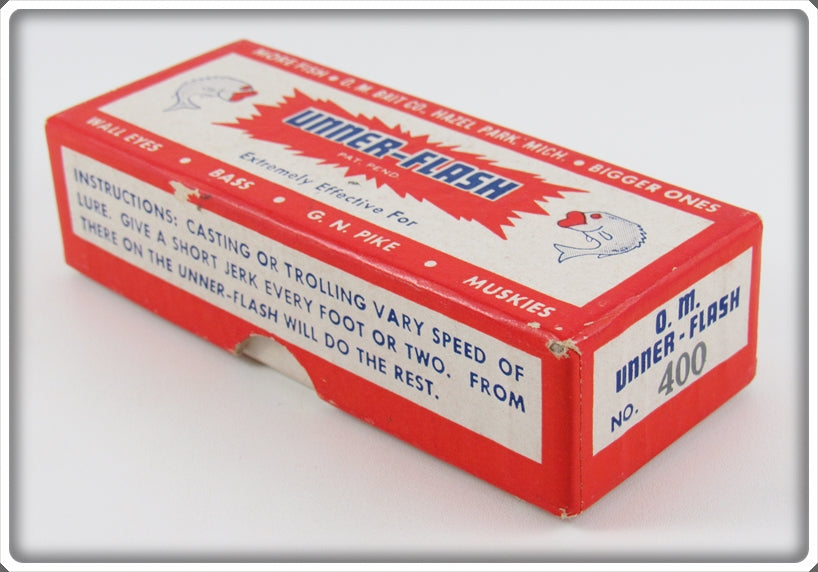 MORE FISH • O. M. BAIT CO. HAZEL PARK, MICH. • BIGGER ONES
UNNER-FLASH
PAT. PEND.
Extremely Effective For
WALL EYES • BASS • G. N. PIKE • MUSKIES
INSTRUCTIONS: CASTING OR TROLLING VARY SPEED OF
LURE. GIVE A SHORT JERK EVERY FOOT OR TWO. FROM
THERE ON THE UNNER-FLASH WILL DO THE REST.
O. M.
UNNER-FLASH
NO. 400